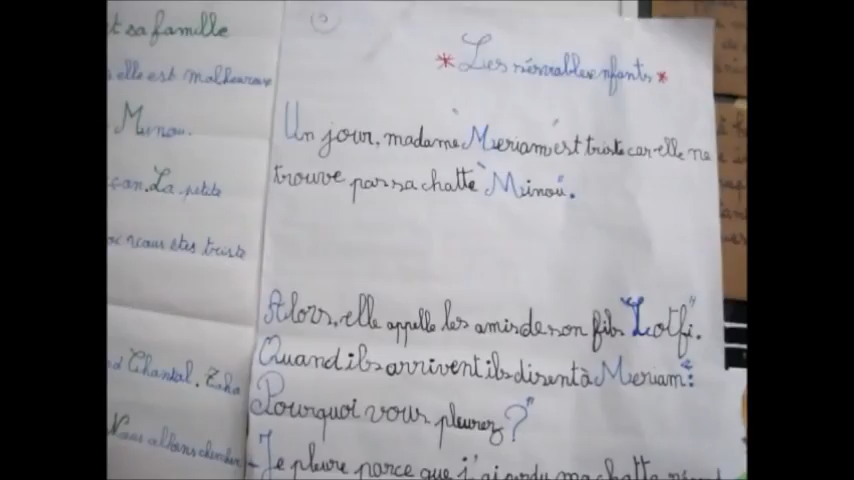 t sa famille
elle est malheureuse
Minou.
La petite
vous êtes triste
Chantal. Taha
Nous allons chercher
* Les sérviables enfants *
Un jour, madame "Meriam" est triste car elle ne
trouve pas sa chatte "Minou".
Alors, elle appelle les amis de son fils "Lotfi".
Quand ils arrivent ils disent à "Meriam":
Pourquoi vous pleurez ?"
- Je pleure parce que j'ai perdu ma chatte